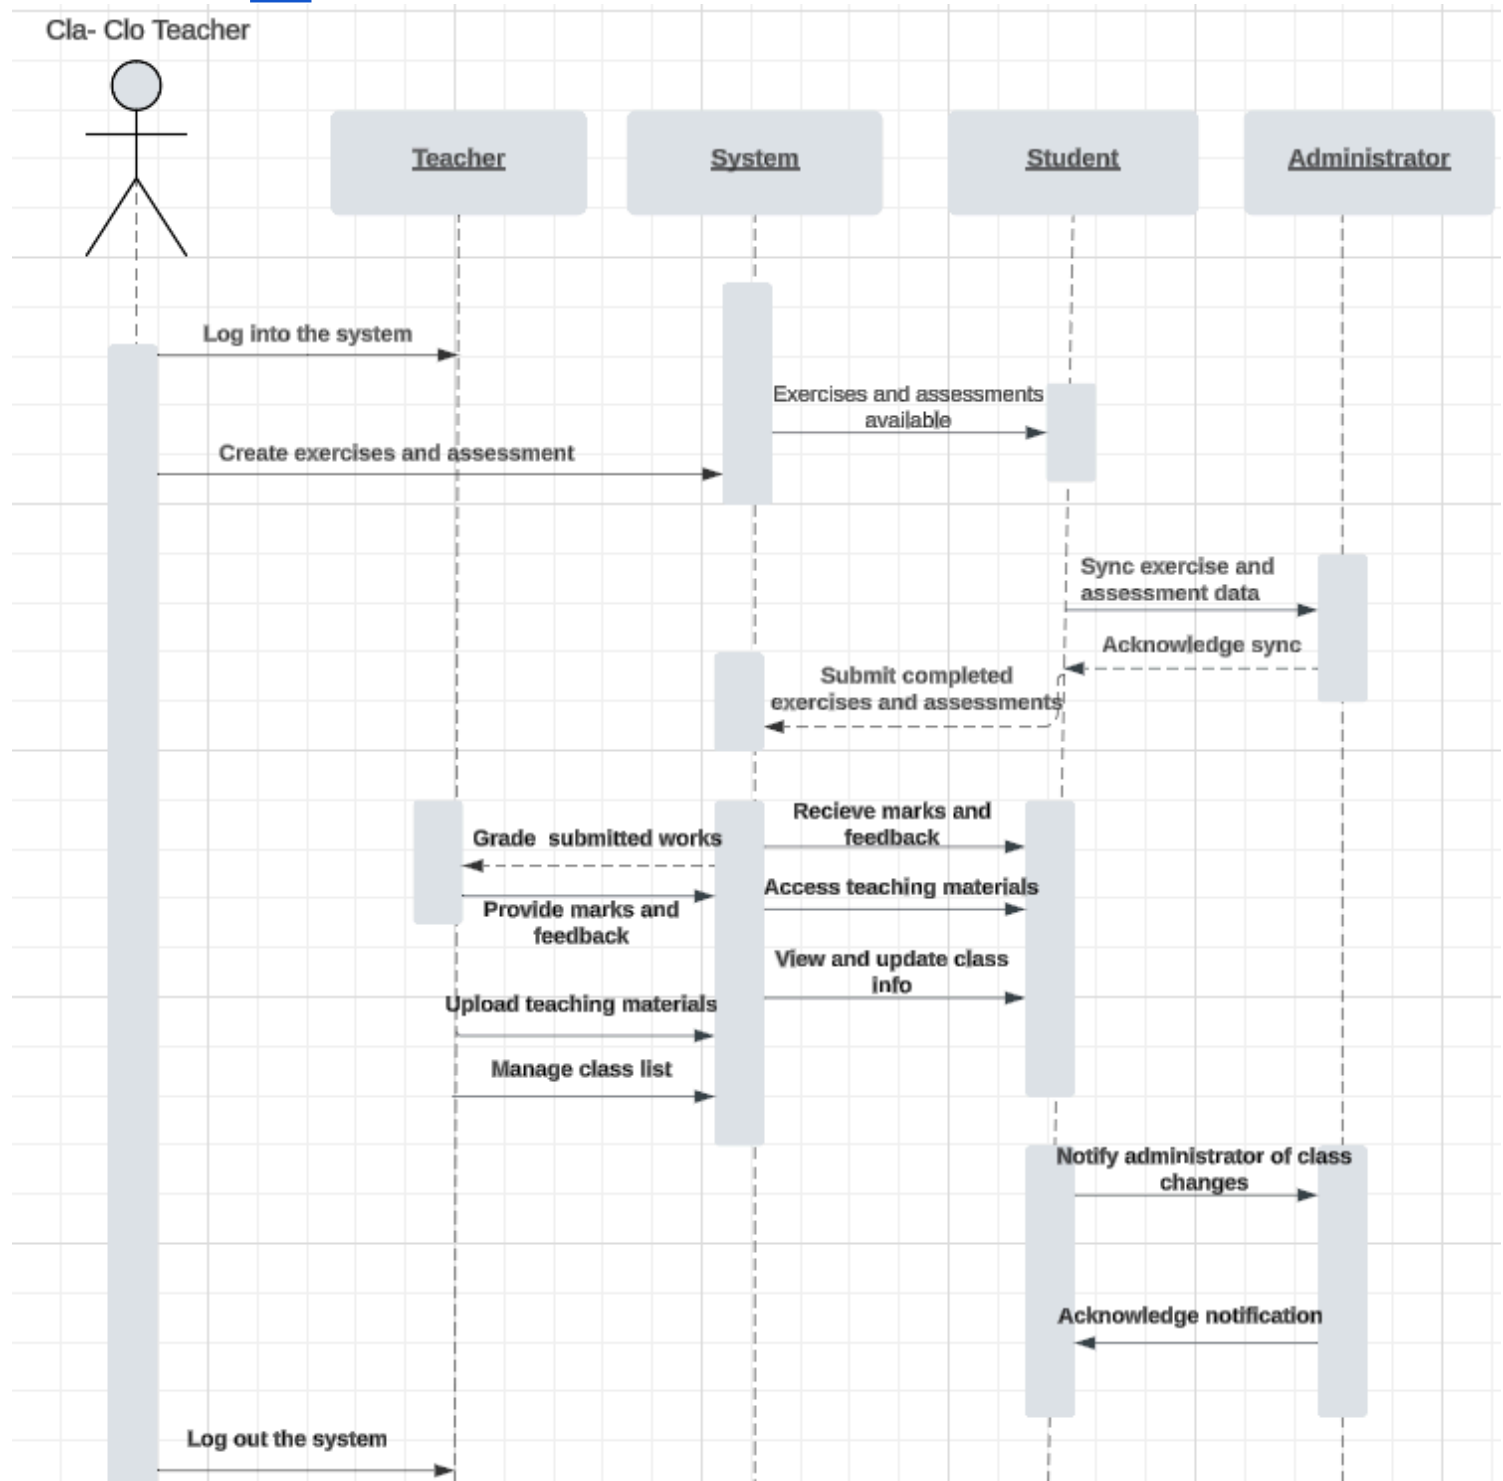 Cla- Clo Teacher
Teacher
System
Student
Administrator
Log into the system
Exercises and assessments
available
Create exercises and assessment
Sync exercise and
assessment data
Acknowledge sync
Submit completed
exercises and assessments
Recieve marks and
feedback
Grade  submitted works
Access teaching materials
Provide marks and
feedback
View and update class
info
Upload teaching materials
Manage class list
Notify administrator of class
changes
Acknowledge notification
Log out the system